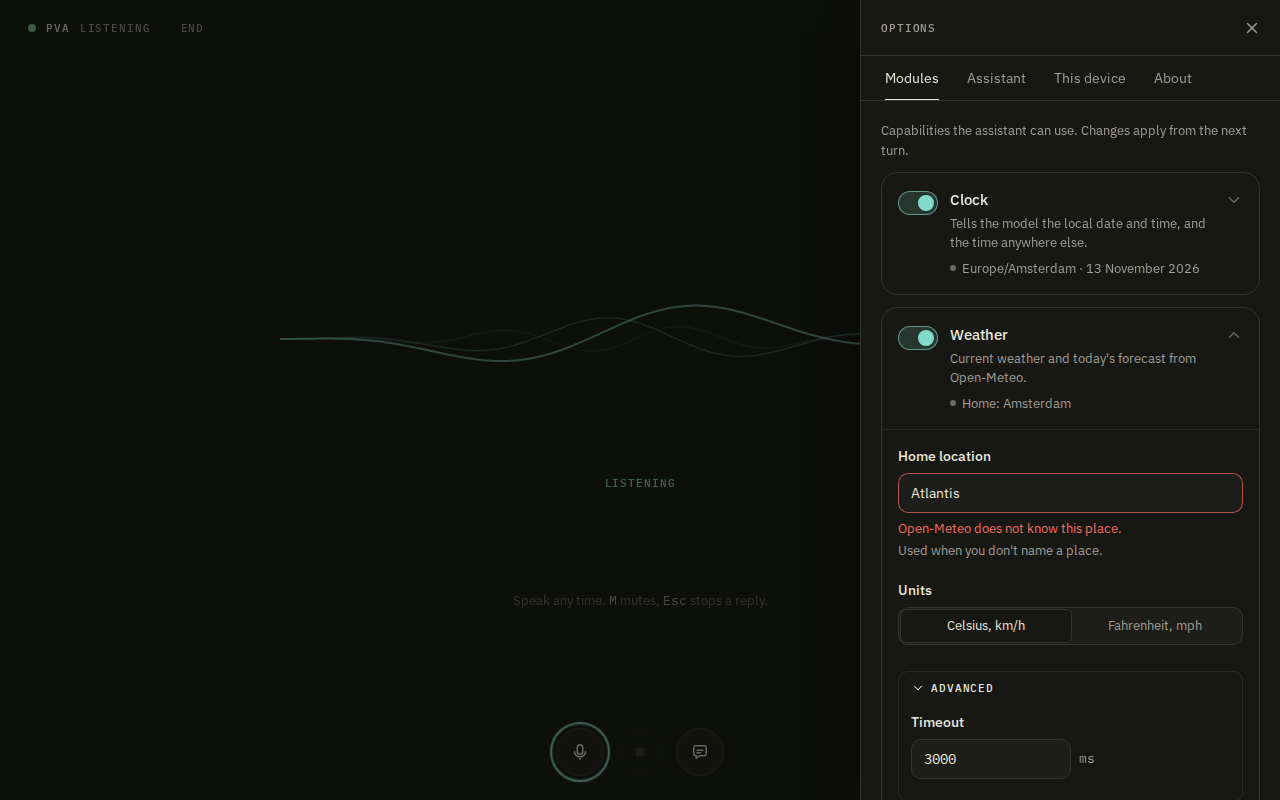 PVA LISTENING END
OPTIONS
Modules Assistant This device About
Capabilities the assistant can use. Changes apply from the next
turn.
Clock
Tells the model the local date and time, and
the time anywhere else.
Europe/Amsterdam · 13 November 2026
Weather
Current weather and today's forecast from
Open-Meteo.
Home: Amsterdam
Home location
Atlantis
Open-Meteo does not know this place.
Used when you don't name a place.
Units
Celsius, km/h Fahrenheit, mph
ADVANCED
Timeout
3000 ms
LISTENING
Speak any time. M mutes, Esc stops a reply.